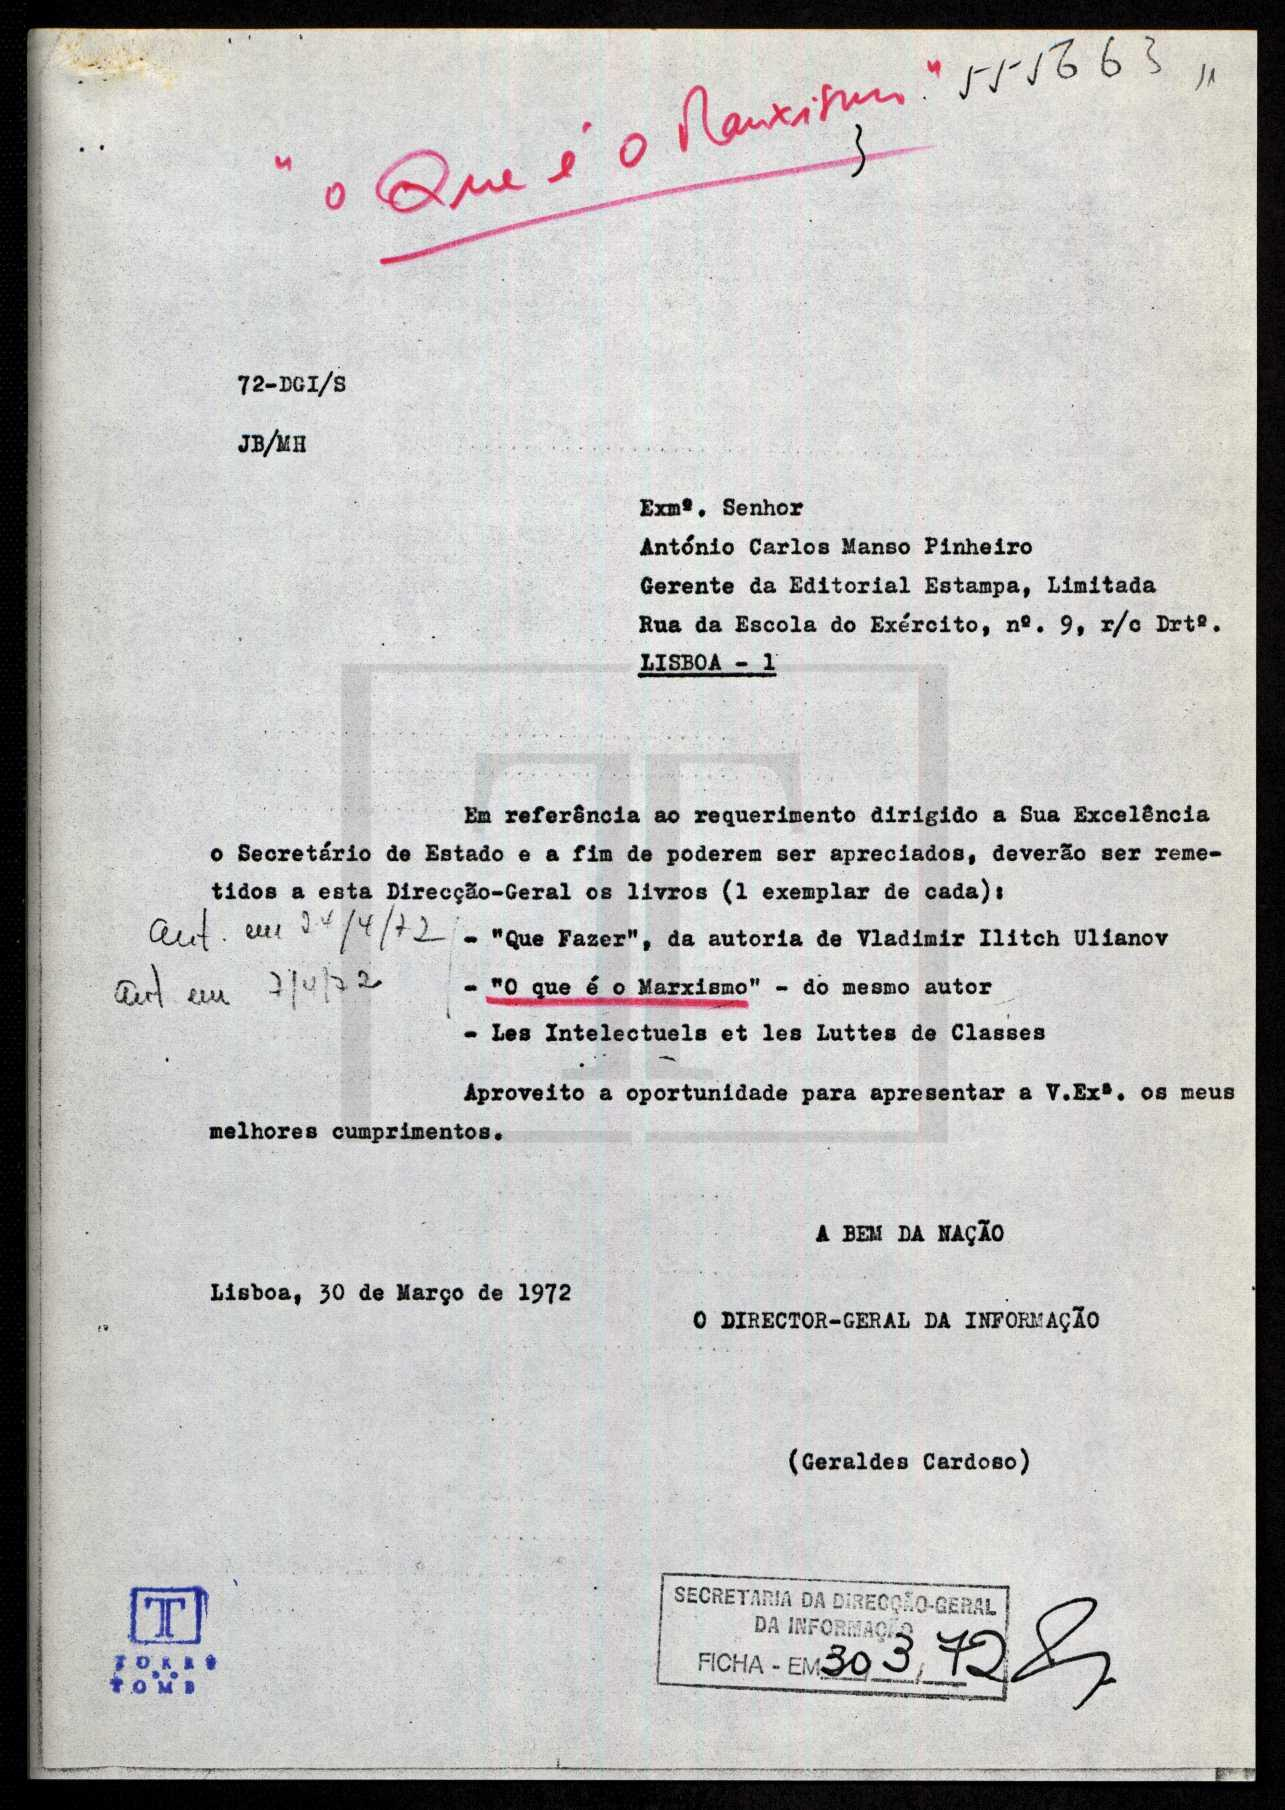 "O Que é o Marxismo" 555663
72-DGI/S
JB/MH
Exmº. Senhor
António Carlos Manso Pinheiro
Gerente da Editorial Estampa, Limitada
Rua da Escola do Exército, nº. 9, r/c Drtº.
LISBOA - 1
Em referência ao requerimento dirigido a Sua Excelência
o Secretário de Estado e a fim de poderem ser apreciados, deverão ser reme-
tidos a esta Direcção-Geral os livros (1 exemplar de cada):
aut. em 24/4/72 - "Que Fazer", da autoria de Vladimir Ilitch Ulianov
aut em 7/4/72 - "O que é o Marxismo" - do mesmo autor
- Les Intelectuels et les Luttes de Classes
Aproveito a oportunidade para apresentar a V.Exª. os meus
melhores cumprimentos.
A BEM DA NAÇÃO
Lisboa, 30 de Março de 1972
O DIRECTOR-GERAL DA INFORMAÇÃO
(Geraldes Cardoso)
SECRETARIA DA DIRECÇÃO-GERAL
DA INFORMAÇÃO
FICHA - EM 30 3, 72
T
TORRE
DO
TOMBO